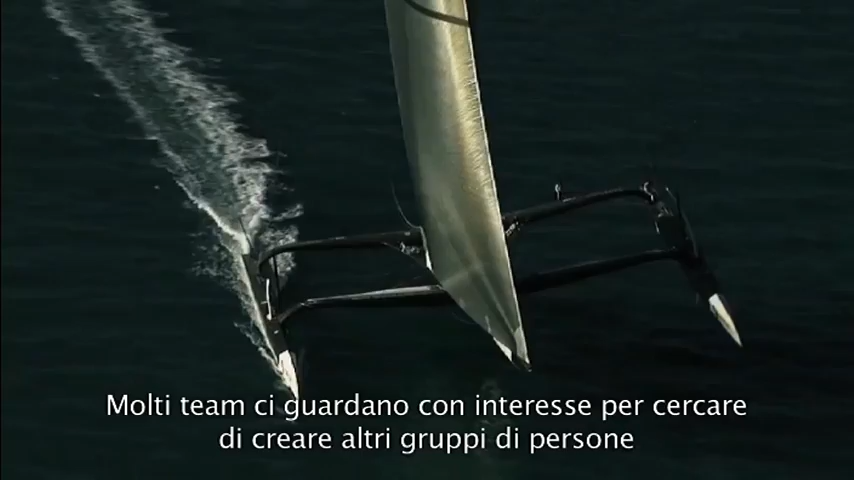 Molti team ci guardano con interesse per cercare
di creare altri gruppi di persone